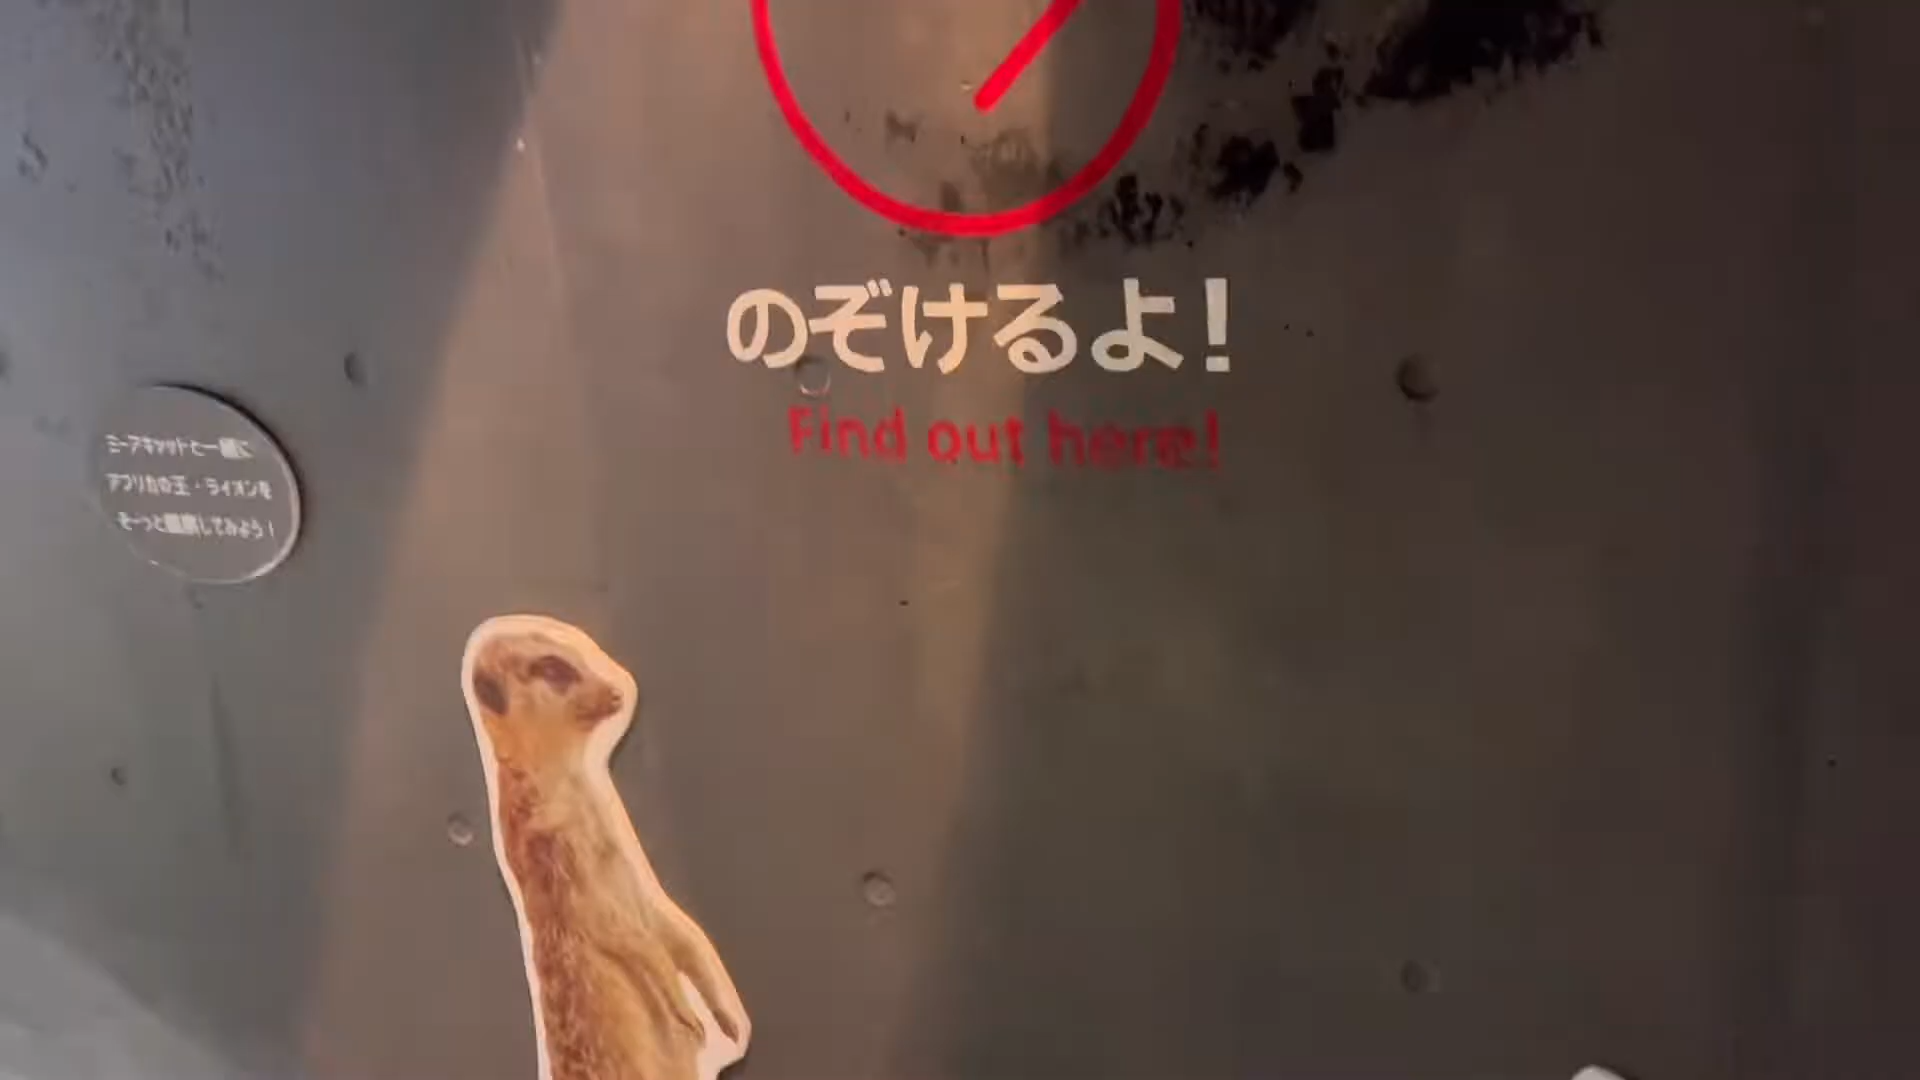 のぞけるよ!
Find out here!
ミーアキャットと一緒に
アフリカの王・ライオンを
そーっと観察してみよう!